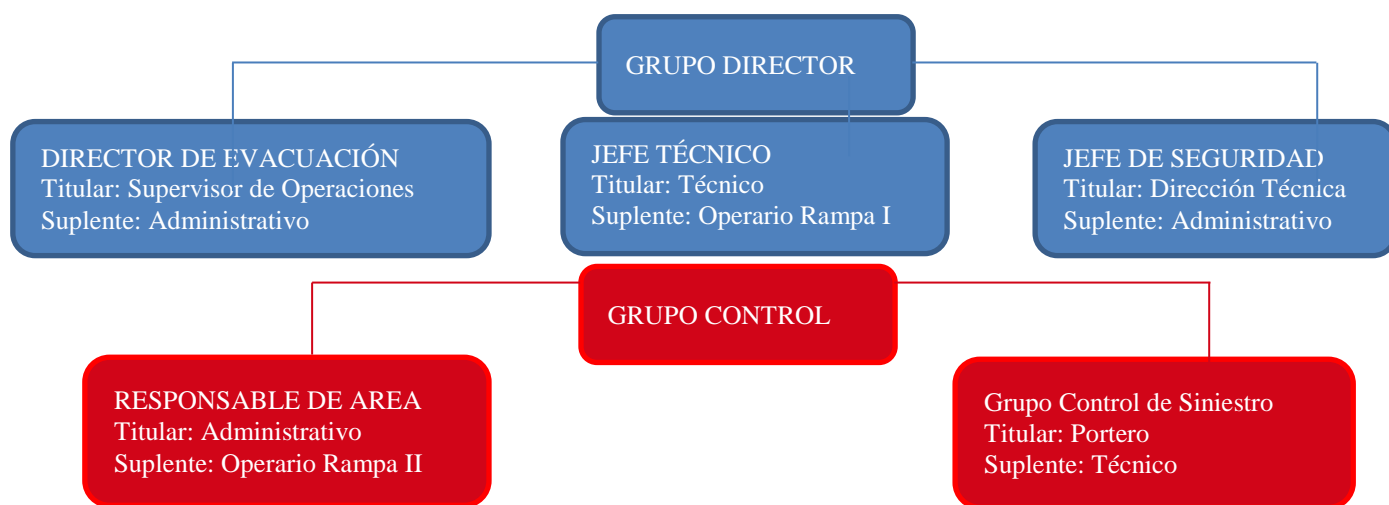 GRUPO DIRECTOR
DIRECTOR DE EVACUACIÓN
Titular: Supervisor de Operaciones
Suplente: Administrativo
JEFE TÉCNICO
Titular: Técnico
Suplente: Operario Rampa I
JEFE DE SEGURIDAD
Titular: Dirección Técnica
Suplente: Administrativo
GRUPO CONTROL
RESPONSABLE DE AREA
Titular: Administrativo
Suplente: Operario Rampa II
Grupo Control de Siniestro
Titular: Portero
Suplente: Técnico